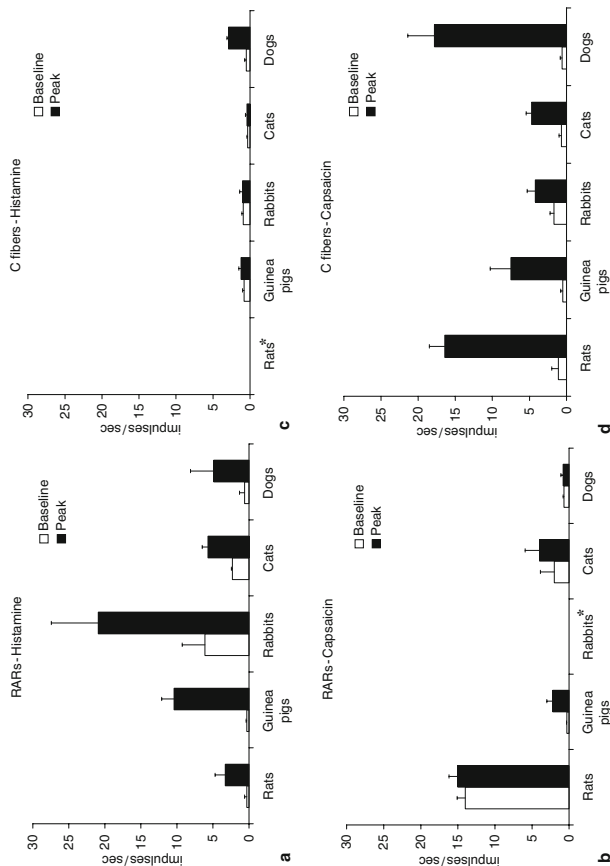 RARs-Histamine
Baseline
Peak
30
25
20
15
10
5
0
impulses/sec
Rats
Guinea
pigs
Rabbits
Cats
Dogs
a
C fibers-Histamine
Baseline
Peak
30
25
20
15
10
5
0
impulses/sec
Rats*
Guinea
pigs
Rabbits
Cats
Dogs
c
RARs-Capsaicin
Baseline
Peak
30
25
20
15
10
5
0
impulses/sec
Rats
Guinea
pigs
Rabbits*
Cats
Dogs
b
C fibers-Capsaicin
Baseline
Peak
30
25
20
15
10
5
0
impulses/sec
Rats
Guinea
pigs
Rabbits
Cats
Dogs
d